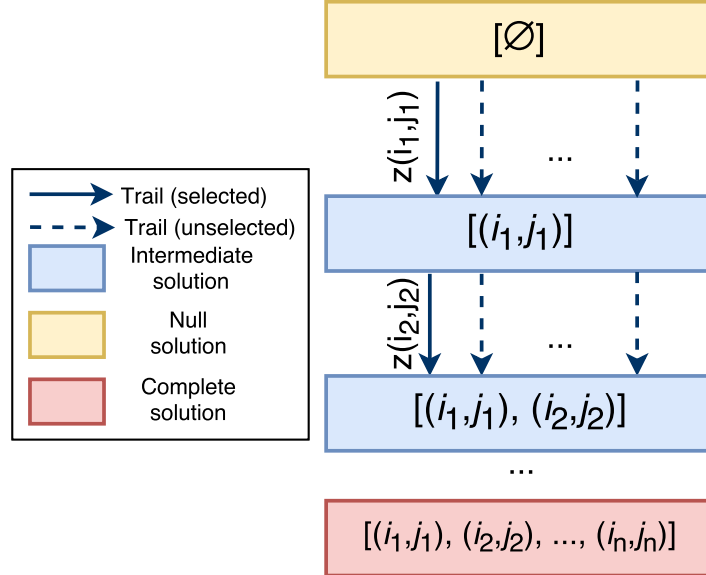 [∅]
z(i₁,j₁)
...
[(i₁,j₁)]
z(i₂,j₂)
...
[(i₁,j₁), (i₂,j₂)]
...
[(i₁,j₁), (i₂,j₂), ..., (iₙ,jₙ)]
Trail (selected)
Trail (unselected)
Intermediate
solution
Null
solution
Complete
solution